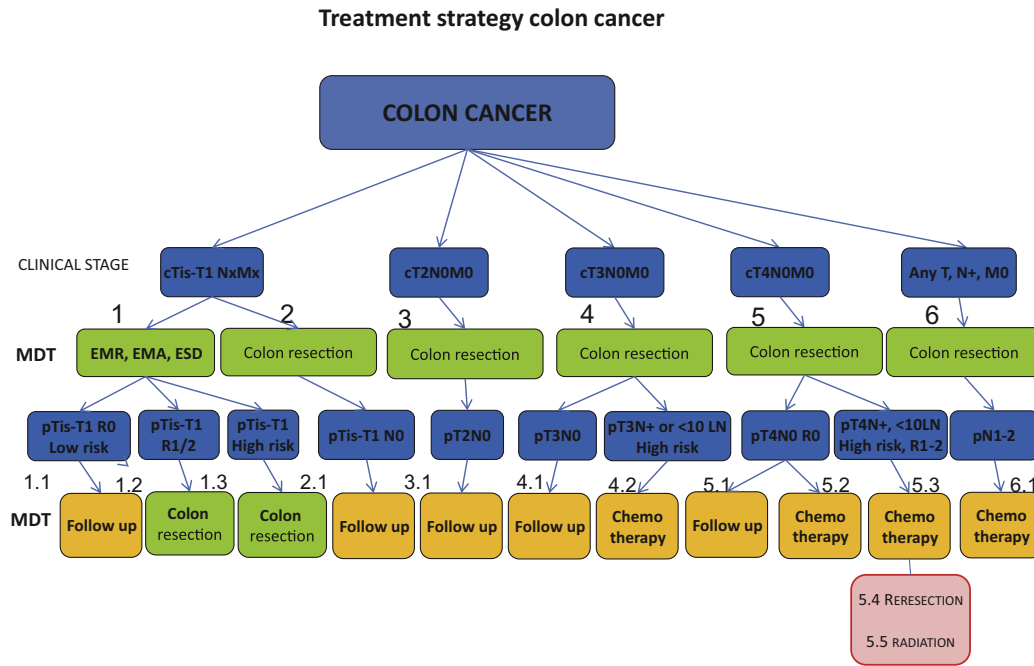 Treatment strategy colon cancer
COLON CANCER
CLINICAL STAGE
cTis-T1 NxMx
cT2N0M0
cT3N0M0
cT4N0M0
Any T, N+, M0
1
2
3
4
5
6
MDT
EMR, EMA, ESD
Colon resection
Colon resection
Colon resection
Colon resection
Colon resection
pTis-T1 R0
Low risk
pTis-T1
R1/2
pTis-T1
High risk
pTis-T1 N0
pT2N0
pT3N0
pT3N+ or <10 LN
High risk
pT4N0 R0
pT4N+, <10LN
High risk, R1-2
pN1-2
1.1
1.2
1.3
2.1
3.1
4.1
4.2
5.1
5.2
5.3
6.1
MDT
Follow up
Colon
resection
Colon
resection
Follow up
Follow up
Follow up
Chemo
therapy
Follow up
Chemo
therapy
Chemo
therapy
Chemo
therapy
5.4 RERESECTION
5.5 RADIATION